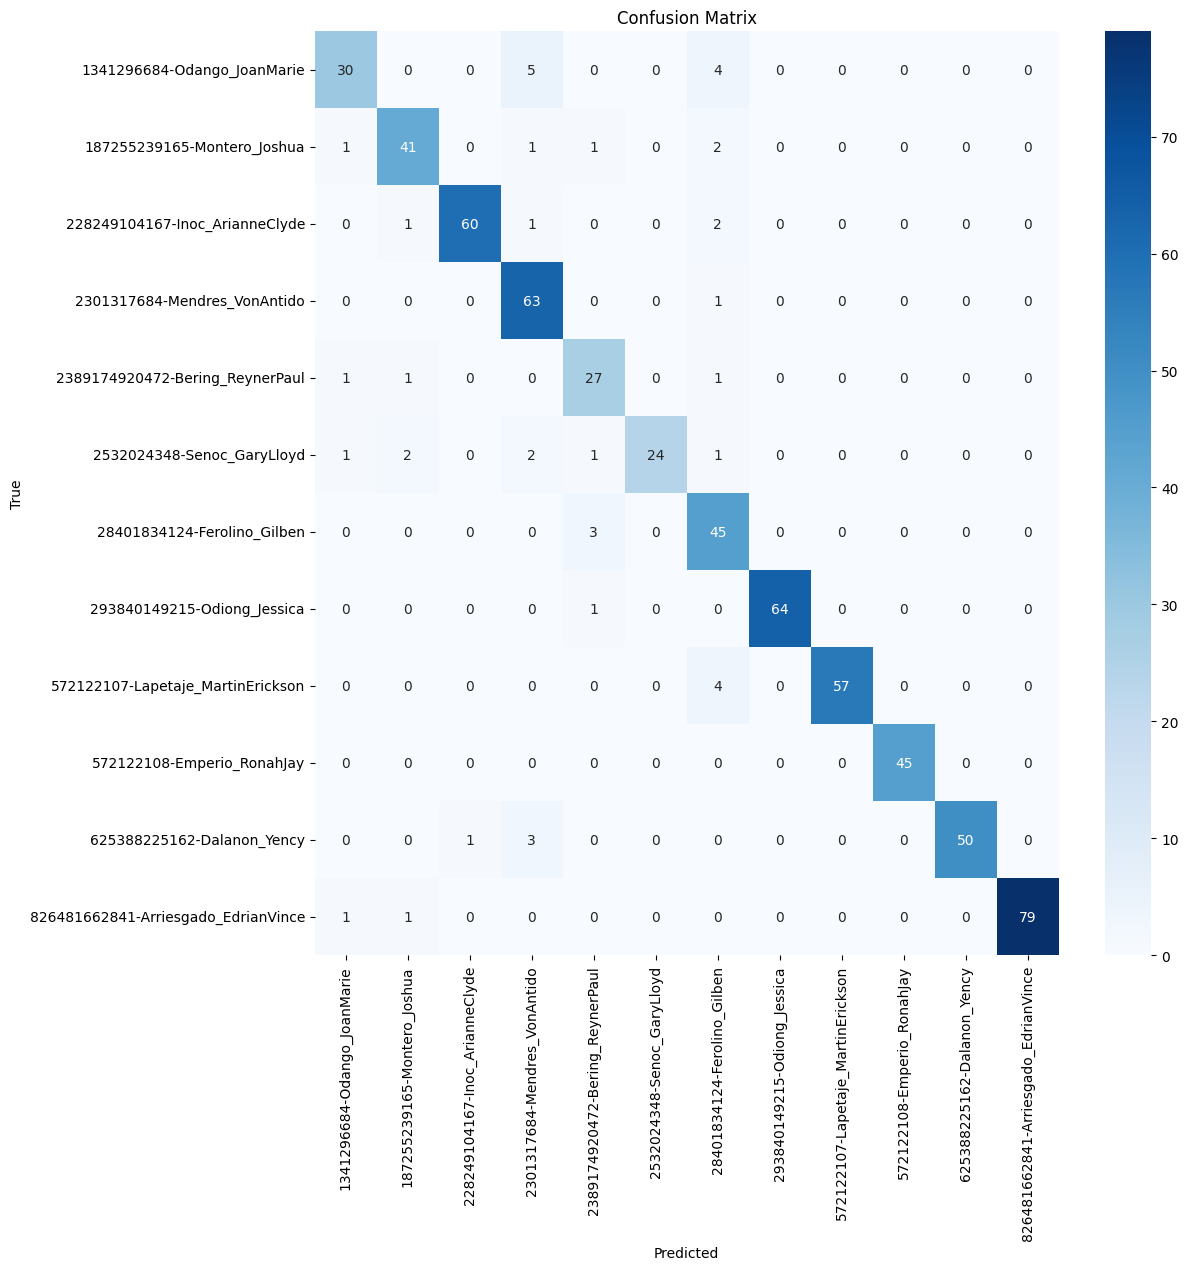 Confusion Matrix
1341296684-Odango_JoanMarie 30 0 0 5 0 0 4 0 0 0 0 0
187255239165-Montero_Joshua 1 41 0 1 1 0 2 0 0 0 0 0
228249104167-Inoc_ArianneClyde 0 1 60 1 0 0 2 0 0 0 0 0
2301317684-Mendres_VonAntido 0 0 0 63 0 0 1 0 0 0 0 0
2389174920472-Bering_ReynerPaul 1 1 0 0 27 0 1 0 0 0 0 0
2532024348-Senoc_GaryLloyd 1 2 0 2 1 24 1 0 0 0 0 0
28401834124-Ferolino_Gilben 0 0 0 0 3 0 45 0 0 0 0 0
293840149215-Odiong_Jessica 0 0 0 0 1 0 0 64 0 0 0 0
572122107-Lapetaje_MartinErickson 0 0 0 0 0 0 4 0 57 0 0 0
572122108-Emperio_RonahJay 0 0 0 0 0 0 0 0 0 45 0 0
625388225162-Dalanon_Yency 0 0 1 3 0 0 0 0 0 0 50 0
826481662841-Arriesgado_EdrianVince 1 1 0 0 0 0 0 0 0 0 0 79
True
1341296684-Odango_JoanMarie
187255239165-Montero_Joshua
228249104167-Inoc_ArianneClyde
2301317684-Mendres_VonAntido
2389174920472-Bering_ReynerPaul
2532024348-Senoc_GaryLloyd
28401834124-Ferolino_Gilben
293840149215-Odiong_Jessica
572122107-Lapetaje_MartinErickson
572122108-Emperio_RonahJay
625388225162-Dalanon_Yency
826481662841-Arriesgado_EdrianVince
Predicted
70
60
50
40
30
20
10
0